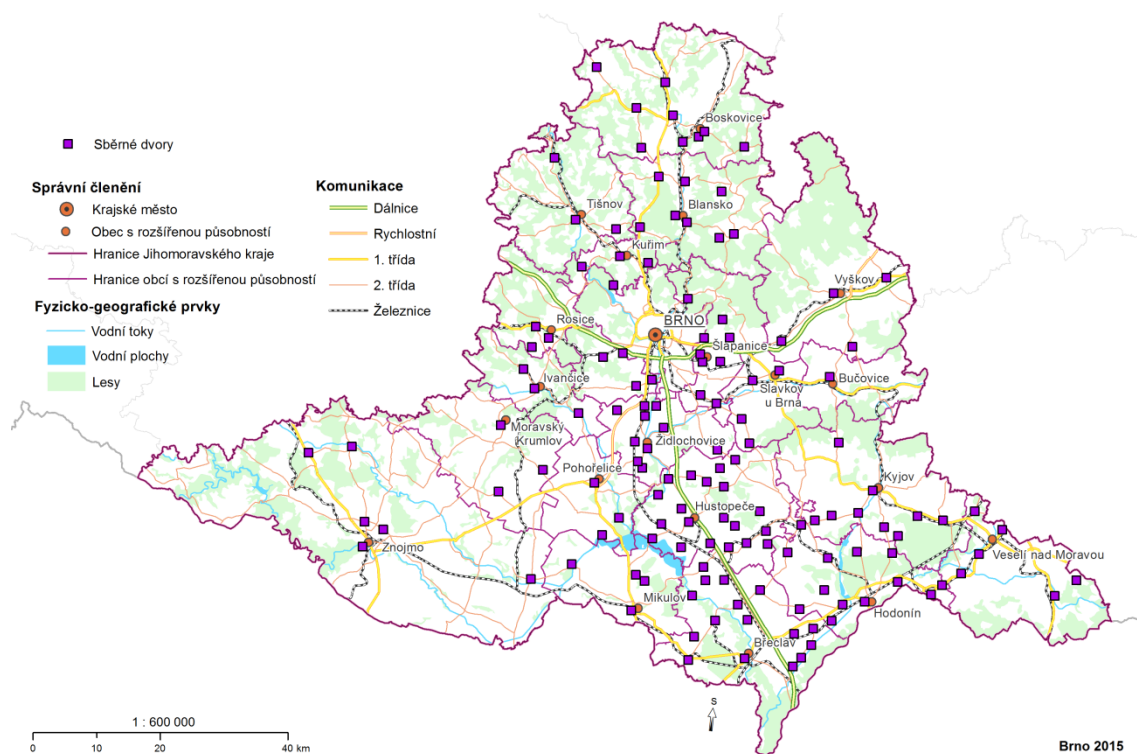 Sběrné dvory
Správní členění
Krajské město
Obec s rozšířenou působností
Hranice Jihomoravského kraje
Hranice obcí s rozšířenou působností
Fyzicko-geografické prvky
Vodní toky
Vodní plochy
Lesy
Komunikace
Dálnice
Rychlostní
1. třída
2. třída
Železnice
Boskovice
Tišnov
Blansko
Kuřim
Vyškov
Rosice
BRNO
Šlapanice
Ivančice
Slavkov
u Brna
Bučovice
Moravský
Krumlov
Židlochovice
Pohořelice
Kyjov
Hustopeče
Znojmo
Veselí nad Moravou
Mikulov
Hodonín
Břeclav
S
1 : 600 000
0 10 20 40 km
Brno 2015